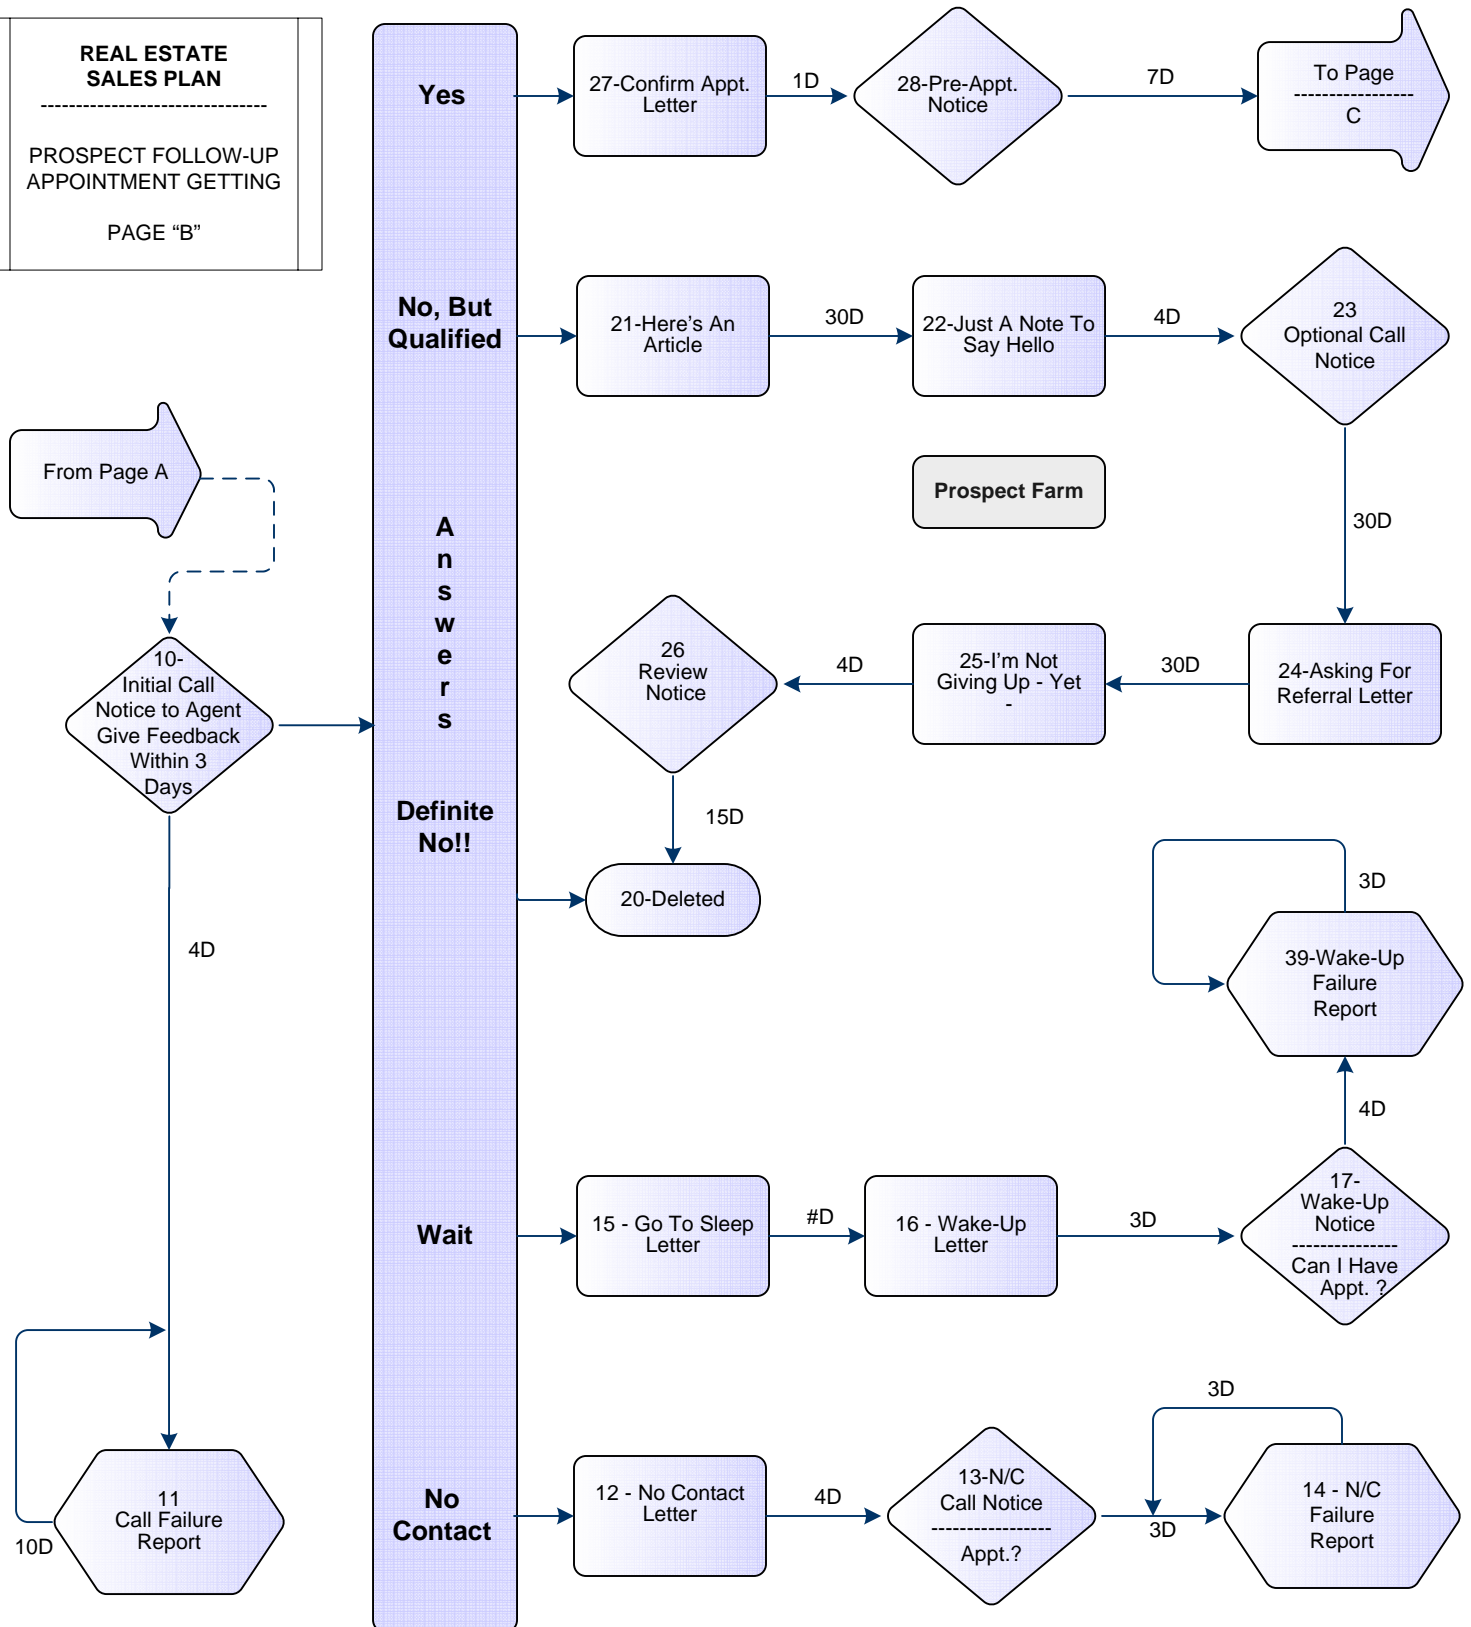 REAL ESTATE
SALES PLAN
--------------------------------
PROSPECT FOLLOW-UP
APPOINTMENT GETTING
PAGE “B”
From Page A
10-
Initial Call
Notice to Agent
Give Feedback
Within 3
Days
4D
11
Call Failure
Report
10D
Yes
No, But
Qualified
A
n
s
w
e
r
s
Definite
No!!
Wait
No
Contact
27-Confirm Appt.
Letter
1D
28-Pre-Appt.
Notice
7D
To Page
-----------------
C
21-Here’s An
Article
30D
22-Just A Note To
Say Hello
4D
23
Optional Call
Notice
Prospect Farm
30D
24-Asking For
Referral Letter
30D
25-I’m Not
Giving Up - Yet
-
4D
26
Review
Notice
15D
20-Deleted
3D
39-Wake-Up
Failure
Report
4D
15 - Go To Sleep
Letter
#D
16 - Wake-Up
Letter
3D
17-
Wake-Up
Notice
---------------
Can I Have
Appt. ?
12 - No Contact
Letter
4D
13-N/C
Call Notice
-----------------
Appt.?
3D
3D
14 - N/C
Failure
Report